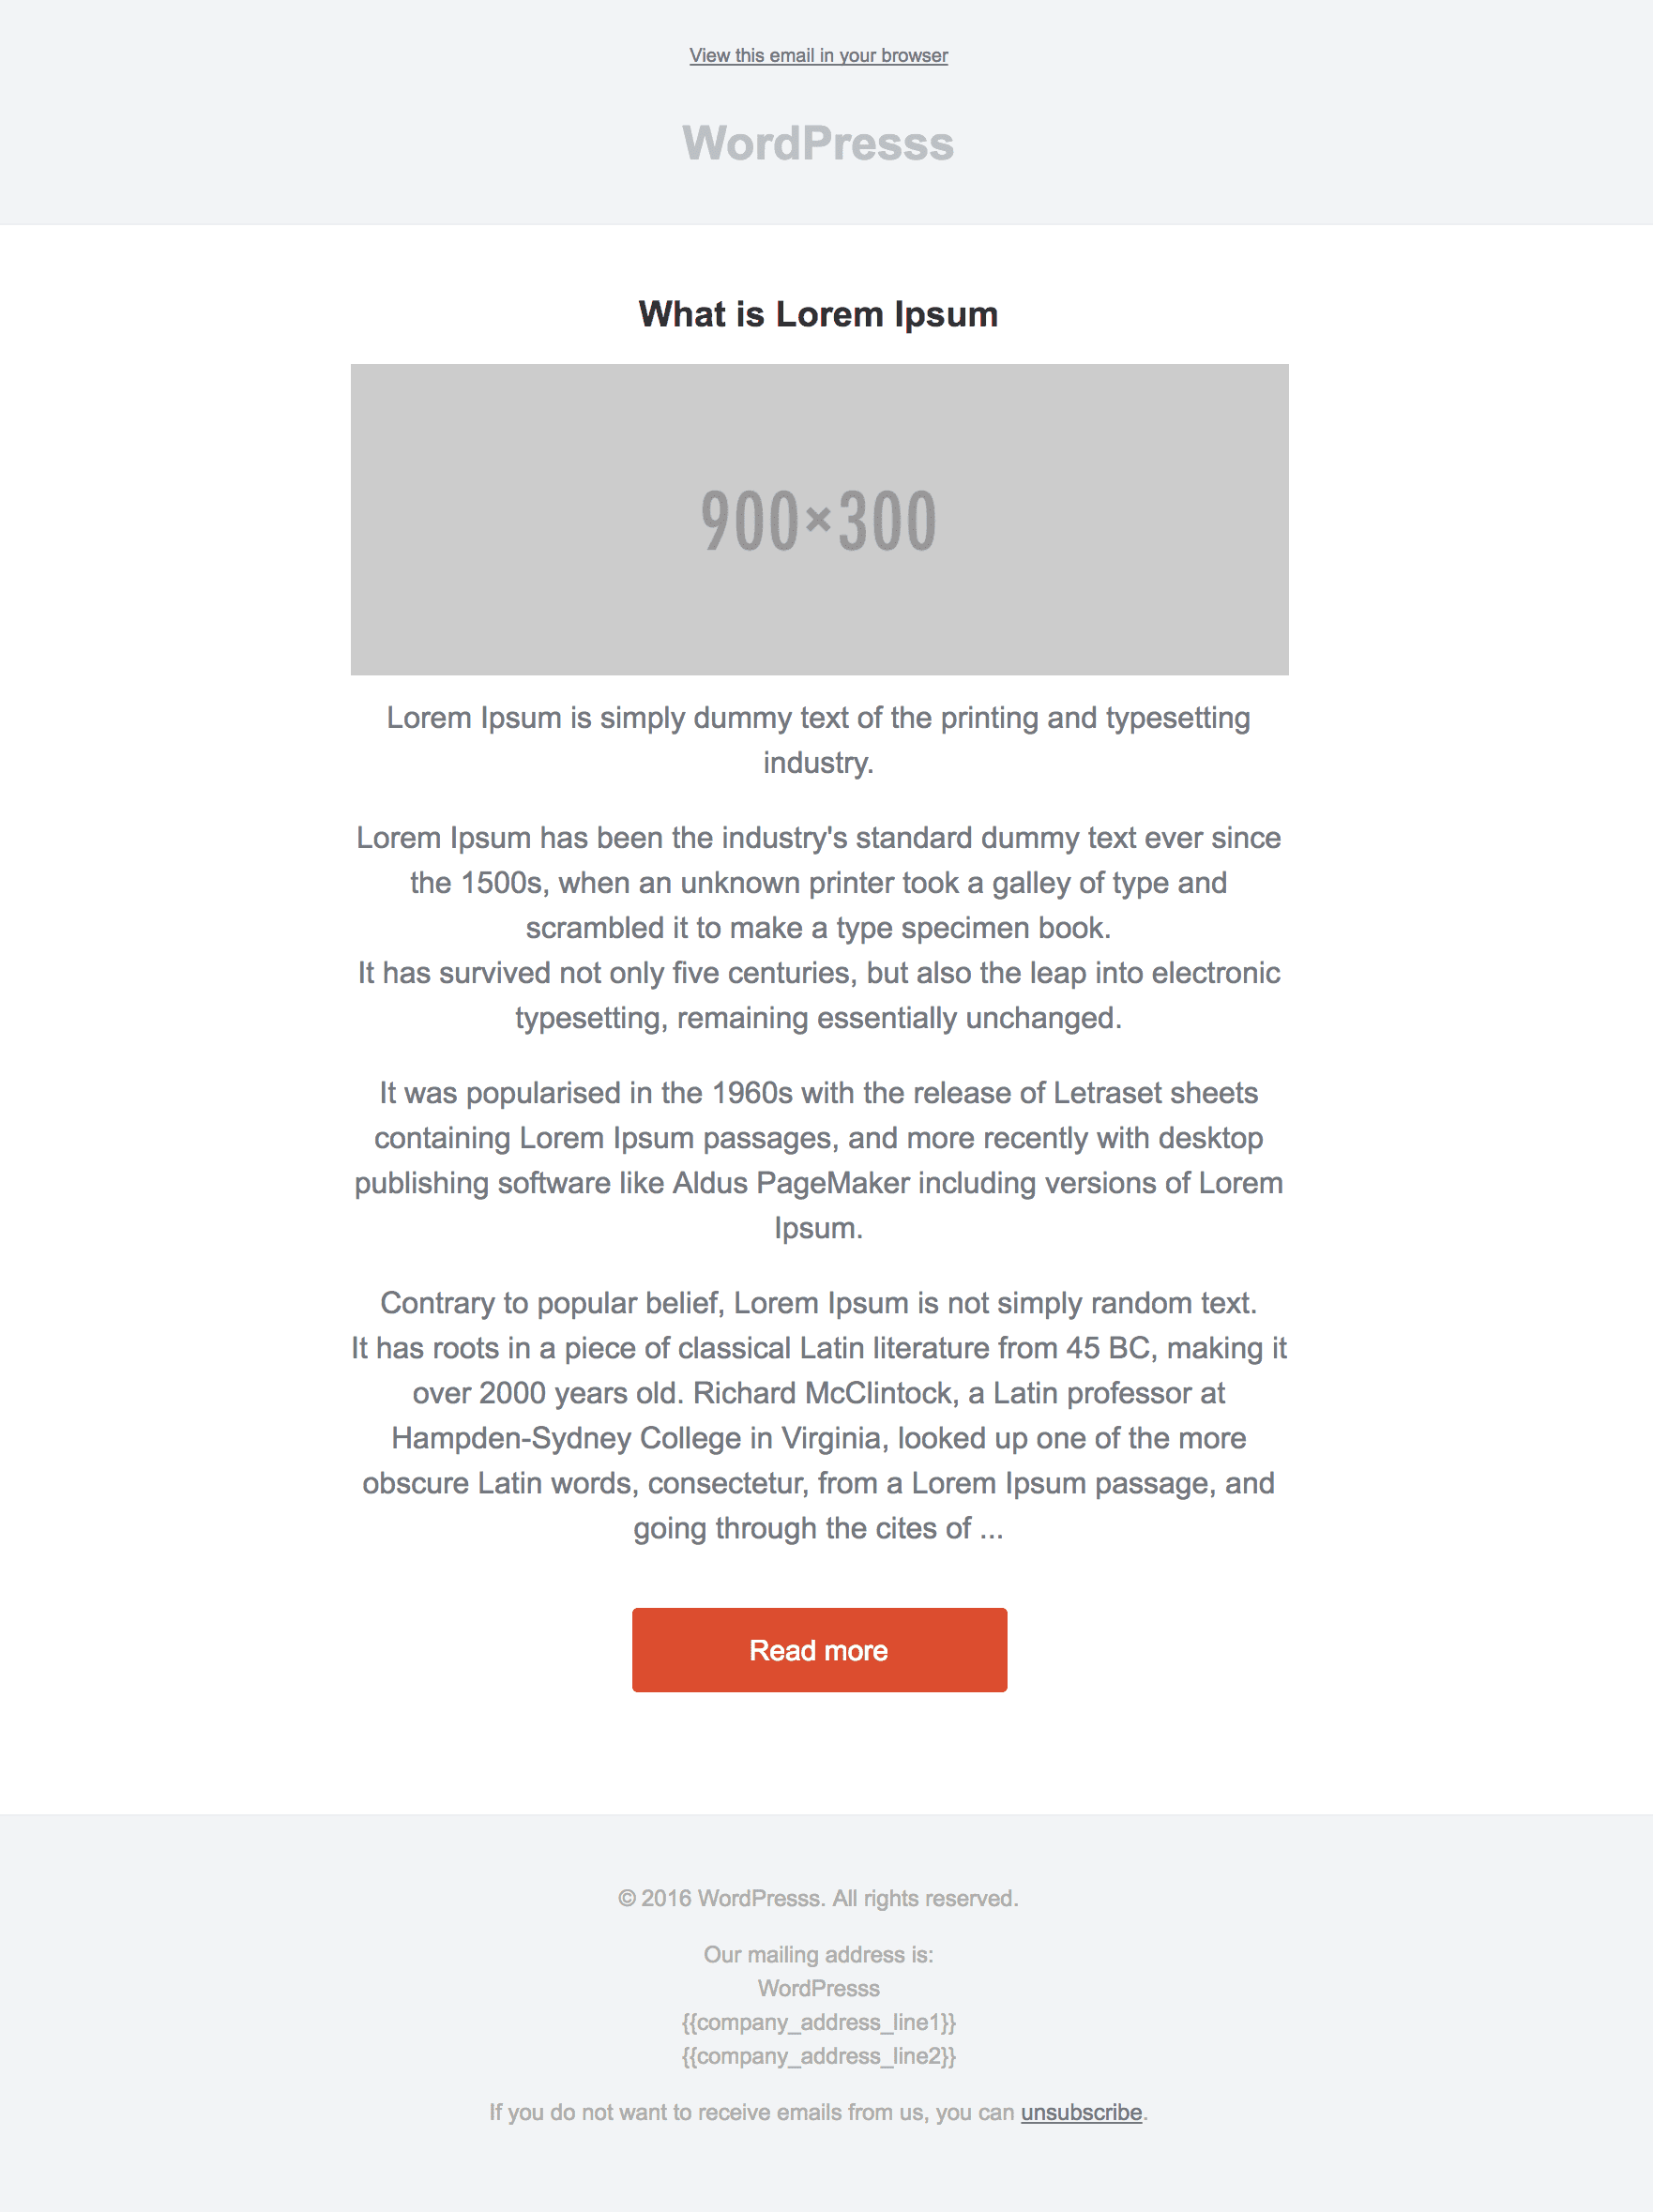 View this email in your browser
WordPresss
What is Lorem Ipsum
900×300
Lorem Ipsum is simply dummy text of the printing and typesetting
industry.
Lorem Ipsum has been the industry's standard dummy text ever since
the 1500s, when an unknown printer took a galley of type and
scrambled it to make a type specimen book.
It has survived not only five centuries, but also the leap into electronic
typesetting, remaining essentially unchanged.
It was popularised in the 1960s with the release of Letraset sheets
containing Lorem Ipsum passages, and more recently with desktop
publishing software like Aldus PageMaker including versions of Lorem
Ipsum.
Contrary to popular belief, Lorem Ipsum is not simply random text.
It has roots in a piece of classical Latin literature from 45 BC, making it
over 2000 years old. Richard McClintock, a Latin professor at
Hampden-Sydney College in Virginia, looked up one of the more
obscure Latin words, consectetur, from a Lorem Ipsum passage, and
going through the cites of ...
Read more
© 2016 WordPresss. All rights reserved.
Our mailing address is:
WordPresss
{{company_address_line1}}
{{company_address_line2}}
If you do not want to receive emails from us, you can unsubscribe.